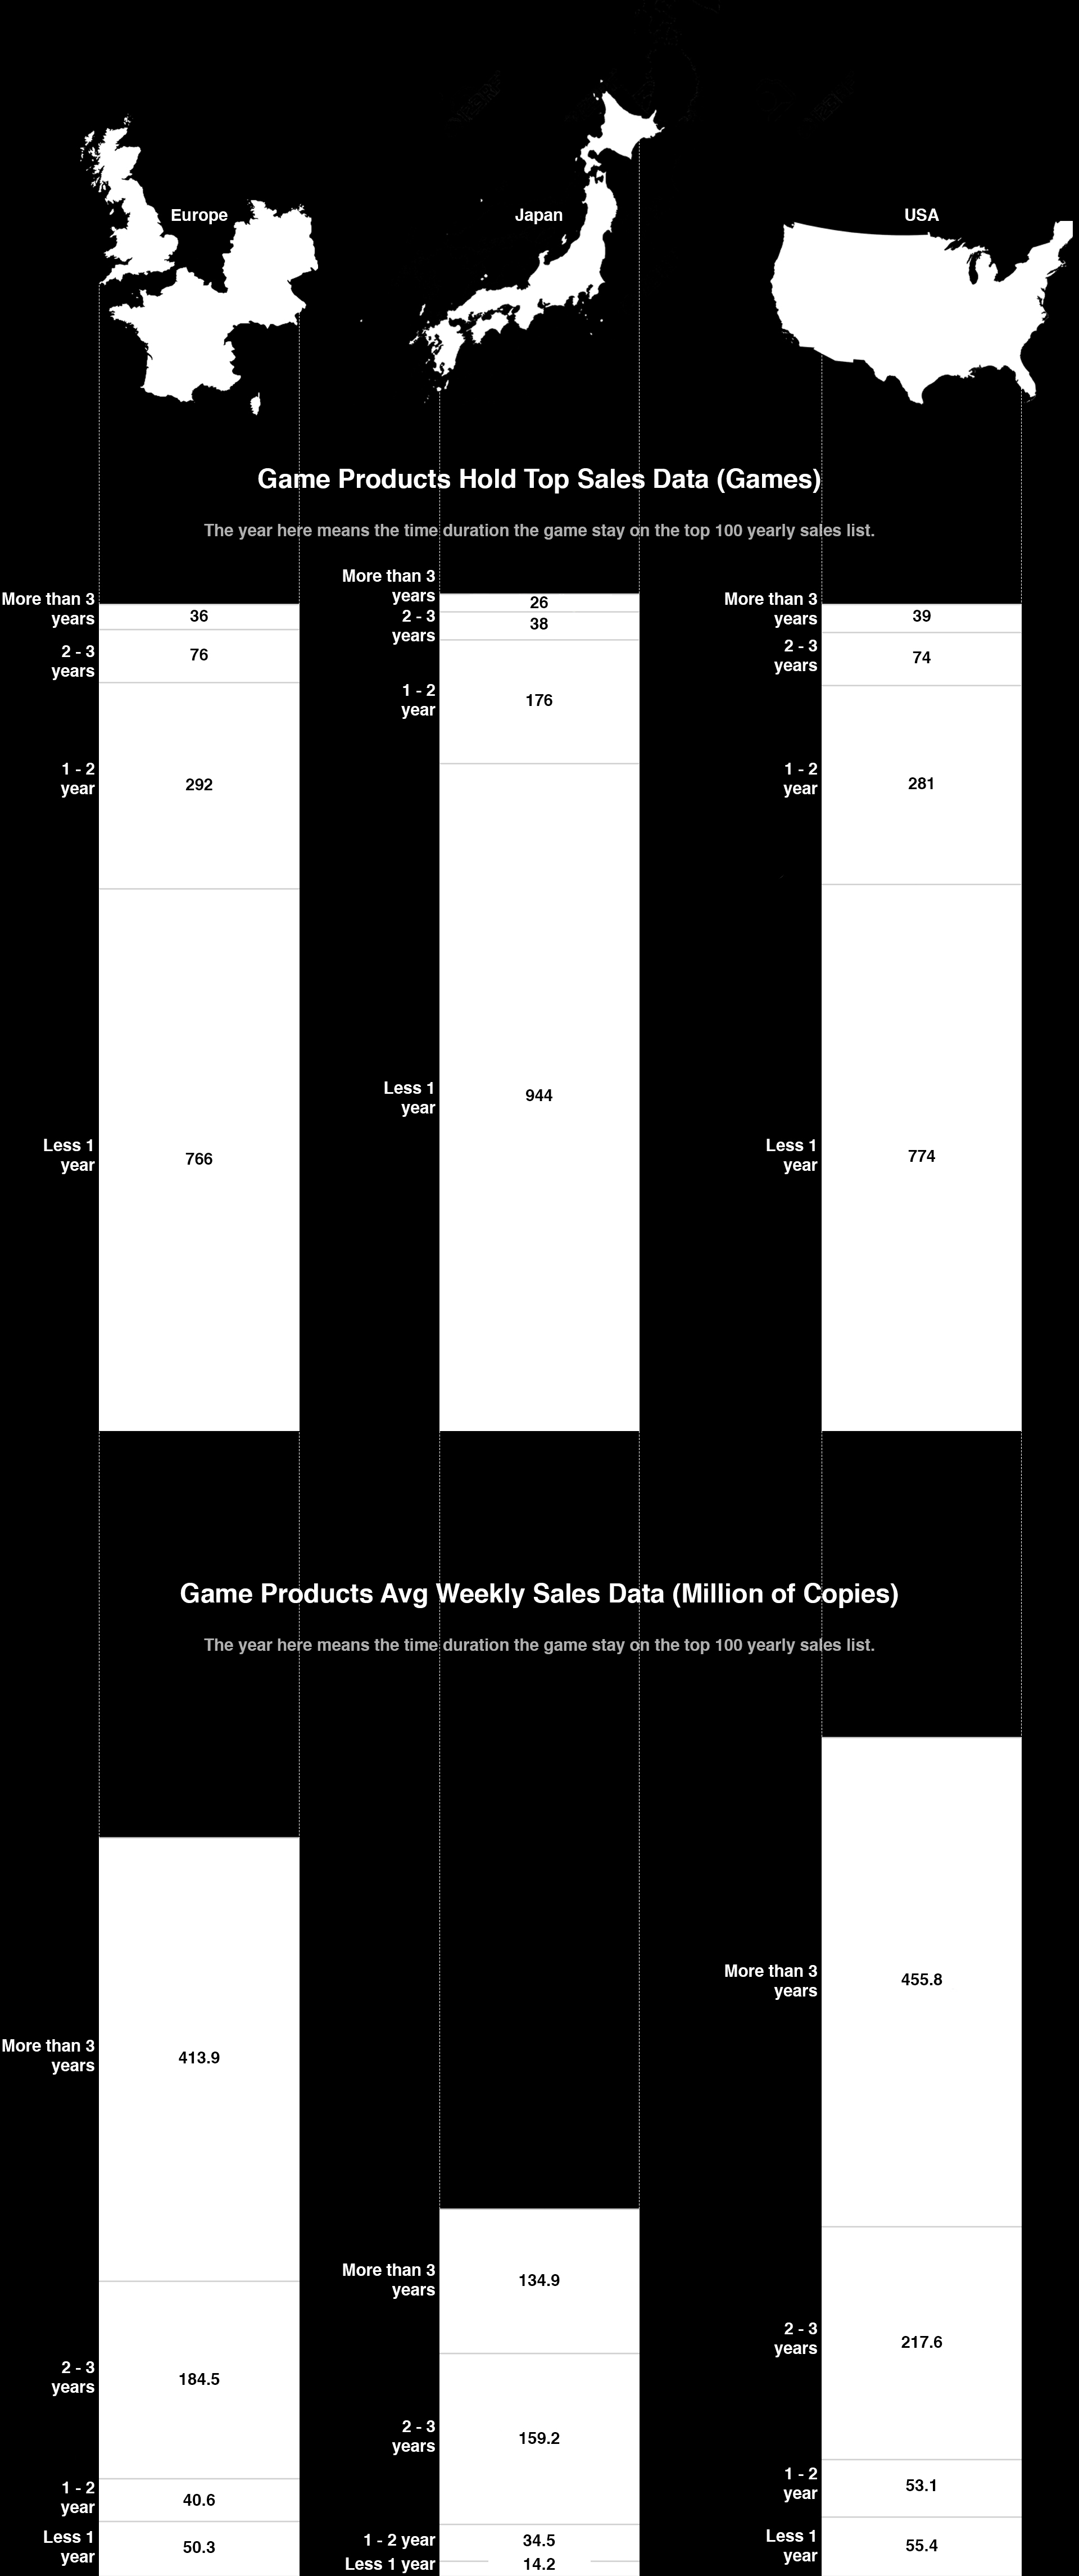 Europe
Japan
USA
Game Products Hold Top Sales Data (Games)
The year here means the time duration the game stay on the top 100 yearly sales list.
More than 3
years
36
2 - 3
years
76
1 - 2
year
292
Less 1
year
766
More than 3
years
26
2 - 3
years
38
1 - 2
year
176
Less 1
year
944
More than 3
years
39
2 - 3
years
74
1 - 2
year
281
Less 1
year
774
Game Products Avg Weekly Sales Data (Million of Copies)
The year here means the time duration the game stay on the top 100 yearly sales list.
More than 3
years
413.9
2 - 3
years
184.5
1 - 2
year
40.6
Less 1
year
50.3
More than 3
years
134.9
2 - 3
years
159.2
1 - 2 year
34.5
Less 1 year
14.2
More than 3
years
455.8
2 - 3
years
217.6
1 - 2
year
53.1
Less 1
year
55.4